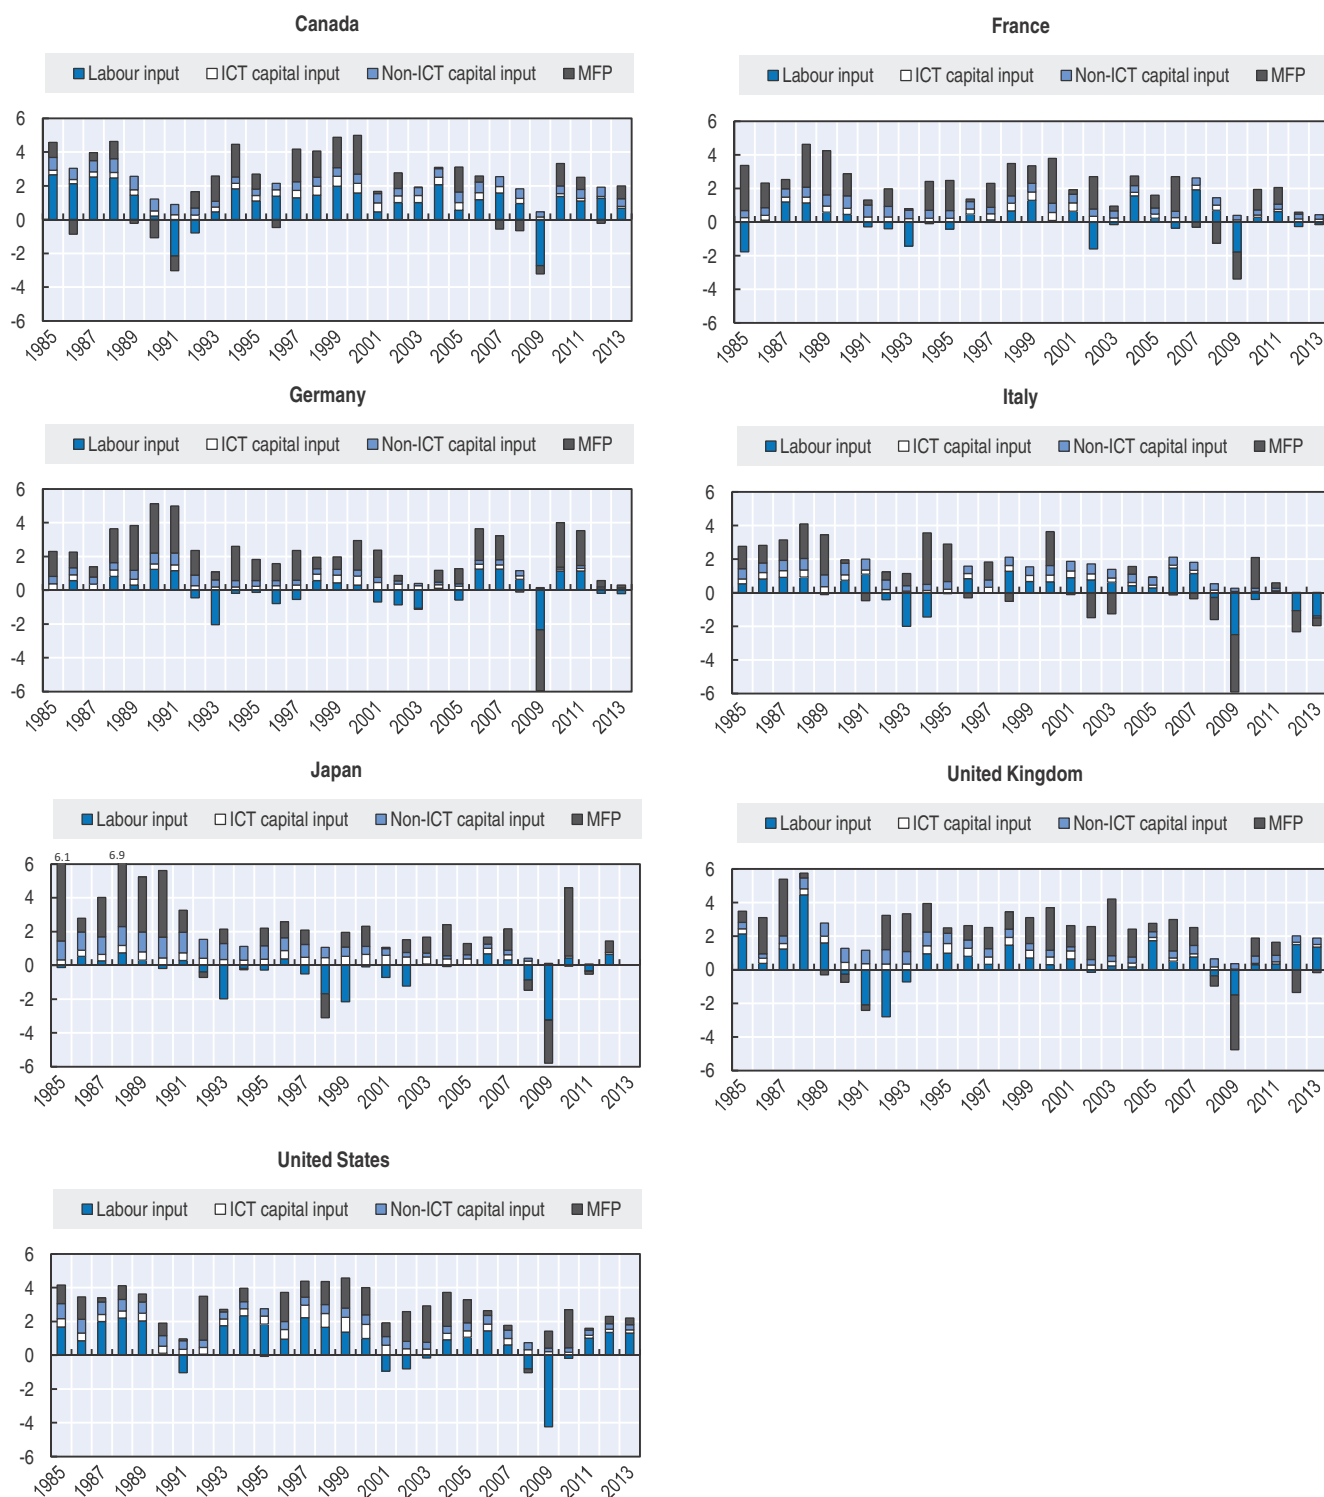 Canada
Labour input ICT capital input Non-ICT capital input MFP
6
4
2
0
-2
-4
-6
1985 1987 1989 1991 1993 1995 1997 1999 2001 2003 2005 2007 2009 2011 2013
France
Labour input ICT capital input Non-ICT capital input MFP
6
4
2
0
-2
-4
-6
1985 1987 1989 1991 1993 1995 1997 1999 2001 2003 2005 2007 2009 2011 2013
Germany
Labour input ICT capital input Non-ICT capital input MFP
6
4
2
0
-2
-4
-6
1985 1987 1989 1991 1993 1995 1997 1999 2001 2003 2005 2007 2009 2011 2013
Italy
Labour input ICT capital input Non-ICT capital input MFP
6
4
2
0
-2
-4
-6
1985 1987 1989 1991 1993 1995 1997 1999 2001 2003 2005 2007 2009 2011 2013
Japan
Labour input ICT capital input Non-ICT capital input MFP
6.1 6.9
6
4
2
0
-2
-4
-6
1985 1987 1989 1991 1993 1995 1997 1999 2001 2003 2005 2007 2009 2011 2013
United Kingdom
Labour input ICT capital input Non-ICT capital input MFP
6
4
2
0
-2
-4
-6
1985 1987 1989 1991 1993 1995 1997 1999 2001 2003 2005 2007 2009 2011 2013
United States
Labour input ICT capital input Non-ICT capital input MFP
6
4
2
0
-2
-4
-6
1985 1987 1989 1991 1993 1995 1997 1999 2001 2003 2005 2007 2009 2011 2013